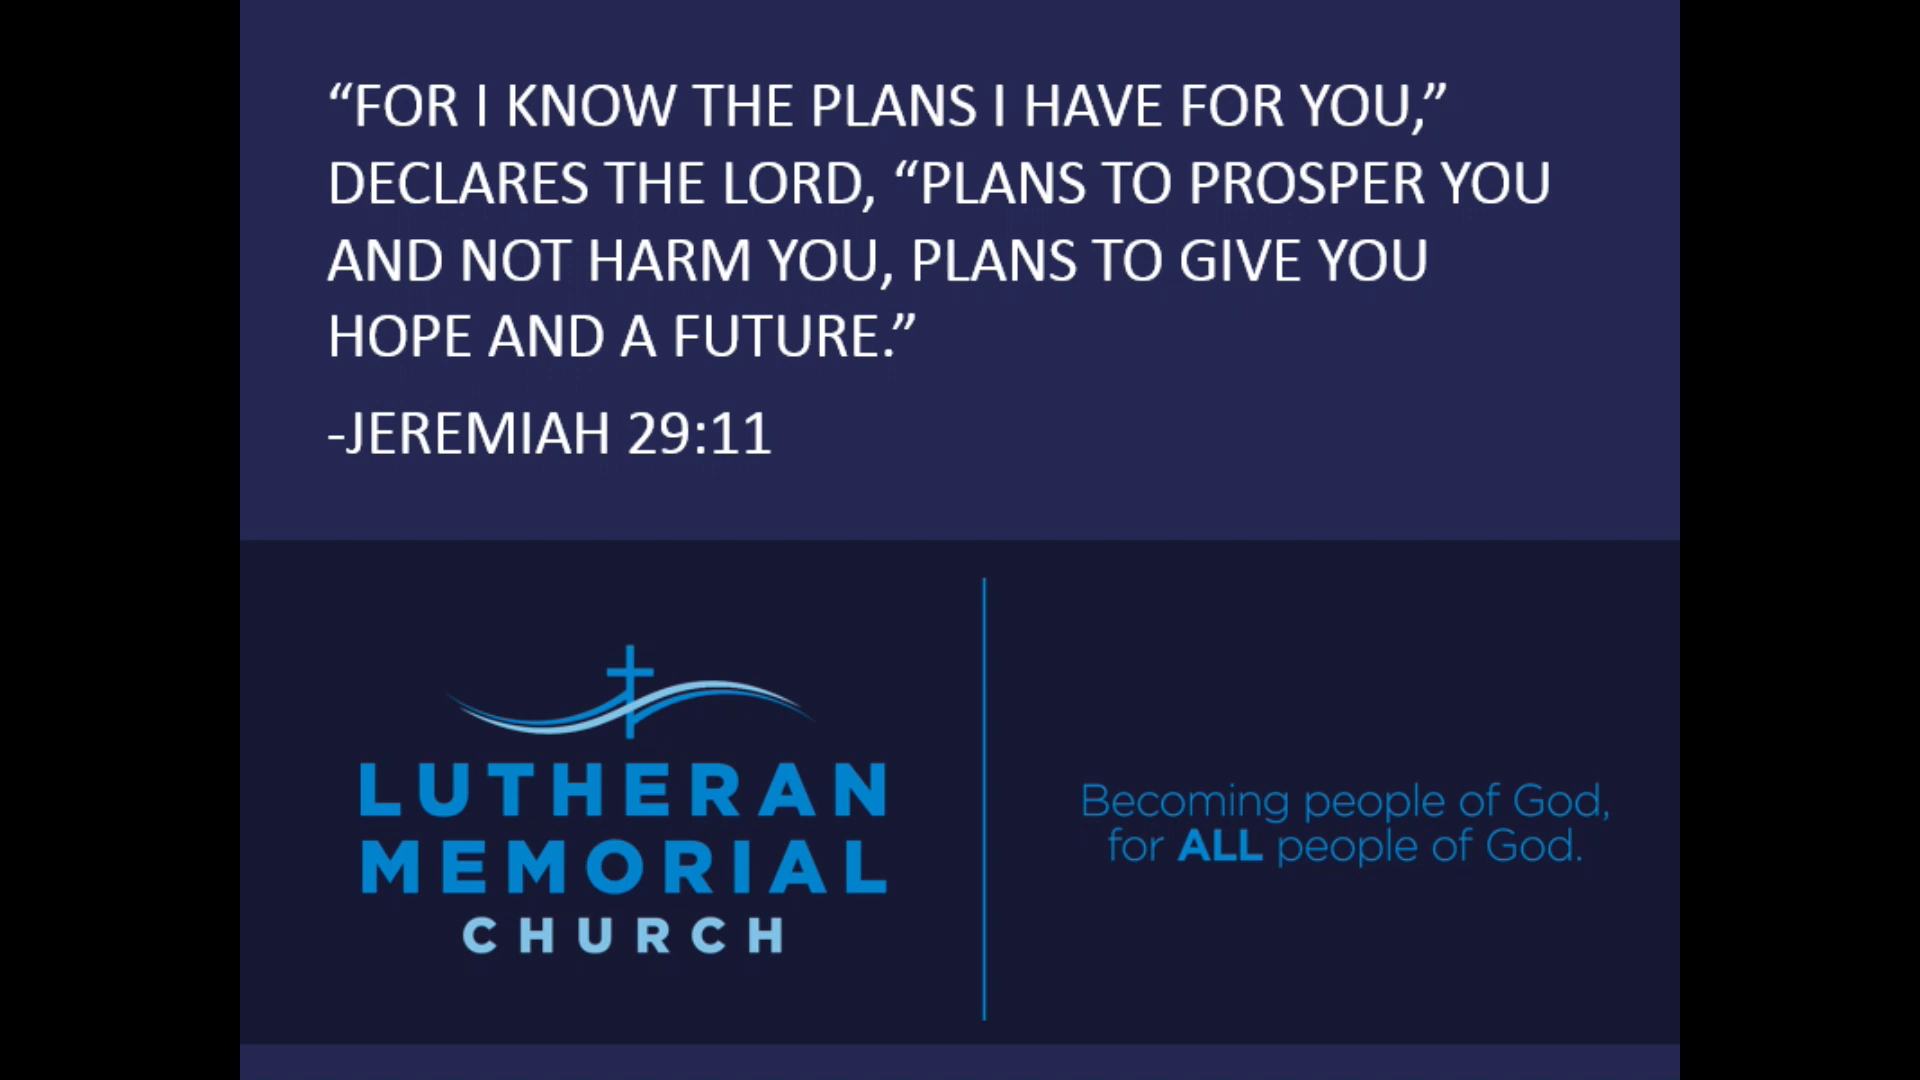 “FOR I KNOW THE PLANS I HAVE FOR YOU,”
DECLARES THE LORD, “PLANS TO PROSPER YOU
AND NOT HARM YOU, PLANS TO GIVE YOU
HOPE AND A FUTURE.”
-JEREMIAH 29:11
LUTHERAN
MEMORIAL
CHURCH
Becoming people of God,
for ALL people of God.